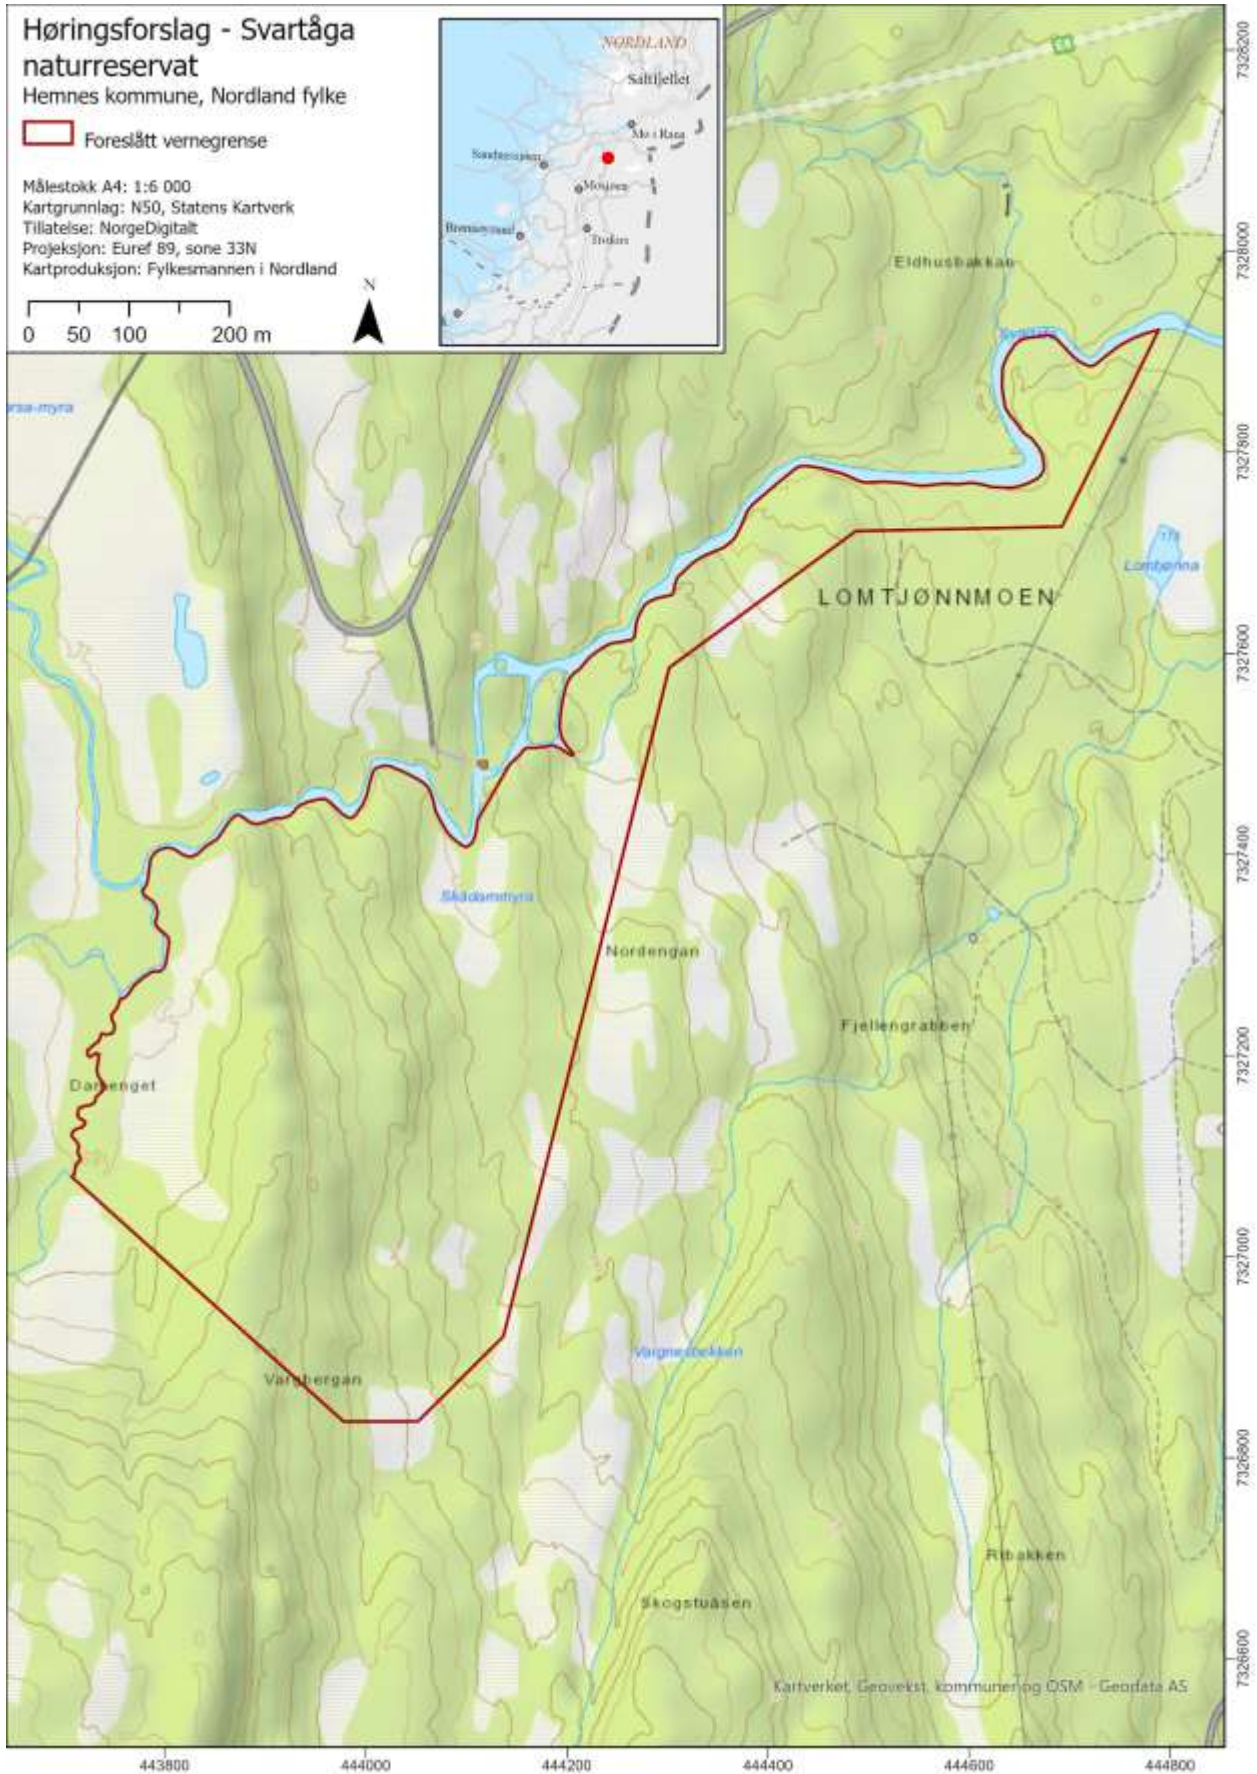 Høringsforslag - Svartåga
naturreservat
Hemnes kommune, Nordland fylke
Foreslått vernegrense
Målestokk A4: 1:6 000
Kartgrunnlag: N50, Statens Kartverk
Tillatelse: NorgeDigitalt
Projeksjon: Euref 89, sone 33N
Kartproduksjon: Fylkesmannen i Nordland
N
0 50 100 200 m
NORDLAND
Saltfjellet
Mo i Rana
Mosjøen
Trofors
E6
7328200
Eldhusbakkan
7328000
7327800
LOMTJØNNMOEN
Lomtjønna
7327600
7327400
Skådammyra
Nordengan
Fjellengrabben
7327200
Damenget
7327000
Vargbergan
7326800
Skogstuåsen
7326600
Kartverket, Geovekst, kommuner og OSM - Geodata AS
443800 444000 444200 444400 444600 444800